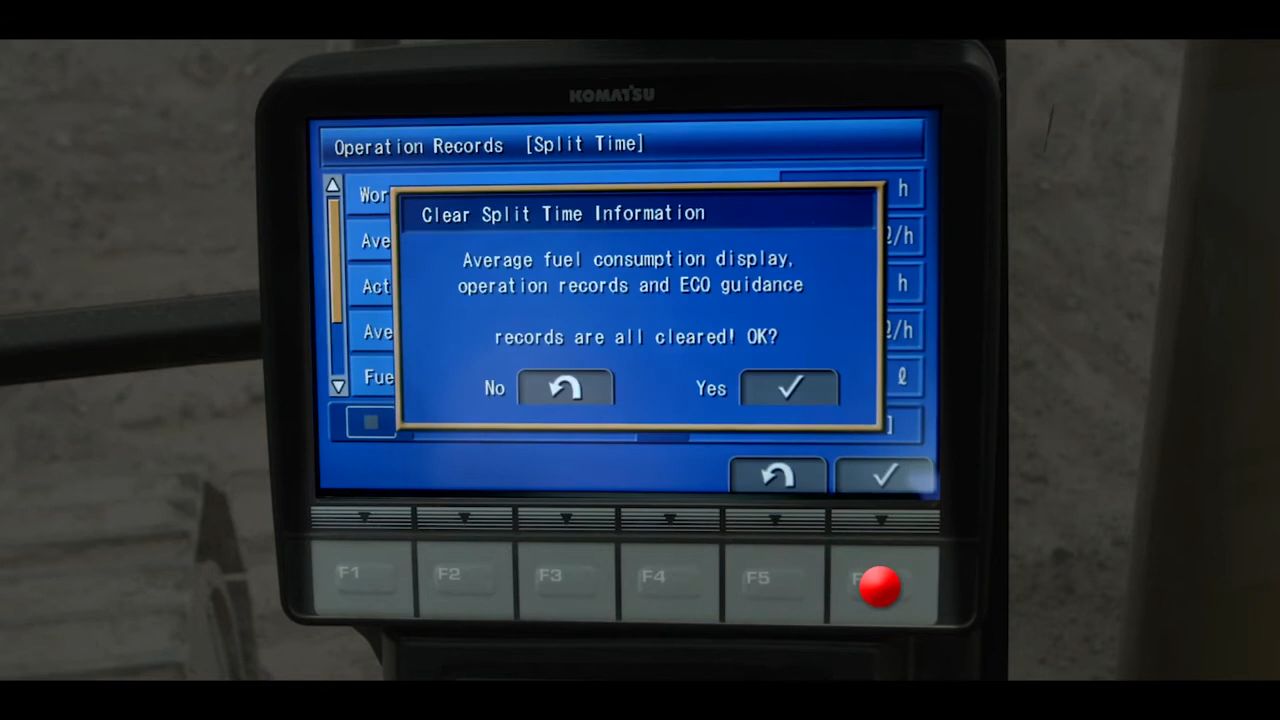 KOMATSU
Operation Records [Split Time]
h
ℓ/h
h
ℓ/h
ℓ
Clear Split Time Information
Average fuel consumption display,
operation records and ECO guidance
records are all cleared! OK?
No
Yes
F1 F2 F3 F4 F5